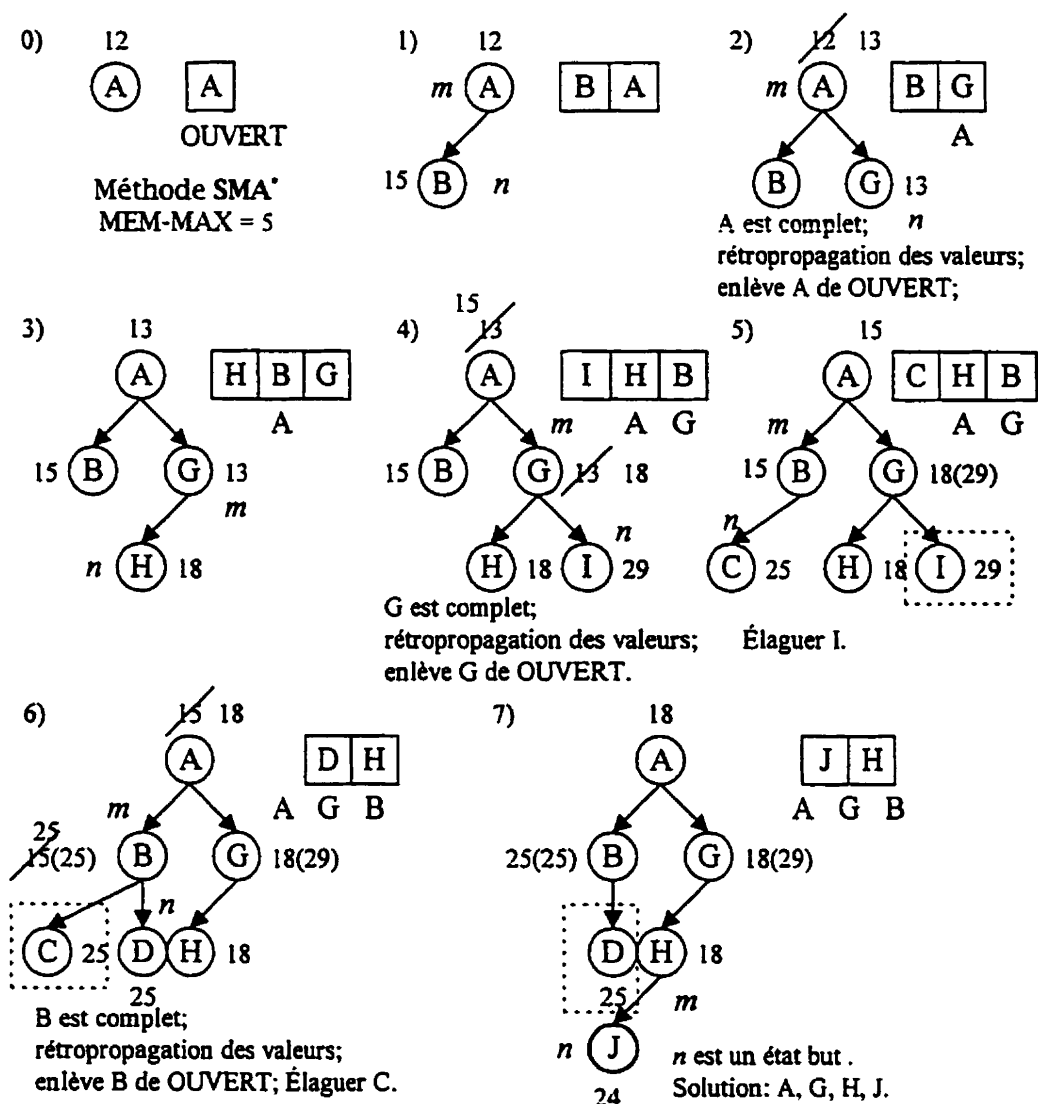 0) 12
A A
OUVERT
Méthode SMA*
MEM-MAX = 5
1) 12
m A B A
15 B n
2) 12 13
m A B G
A
B G 13
n
A est complet;
rétropropagation des valeurs;
enlève A de OUVERT;
3) 13
A H B G
A
15 B G 13
m
n H 18
4) 15 13
A I H B
m A G
15 B G 13 18
n
H 18 I 29
G est complet;
rétropropagation des valeurs;
enlève G de OUVERT.
5) 15
A C H B
m A G
15 B G 18(29)
n
C 25 H 18 I 29
Élaguer I.
6) 15 18
A D H
m A G B
25
15(25) B G 18(29)
n
C 25 D H 18
25
B est complet;
rétropropagation des valeurs;
enlève B de OUVERT; Élaguer C.
7) 18
A J H
A G B
25(25) B G 18(29)
D H 18
25 m
n J
24
n est un état but .
Solution: A, G, H, J.